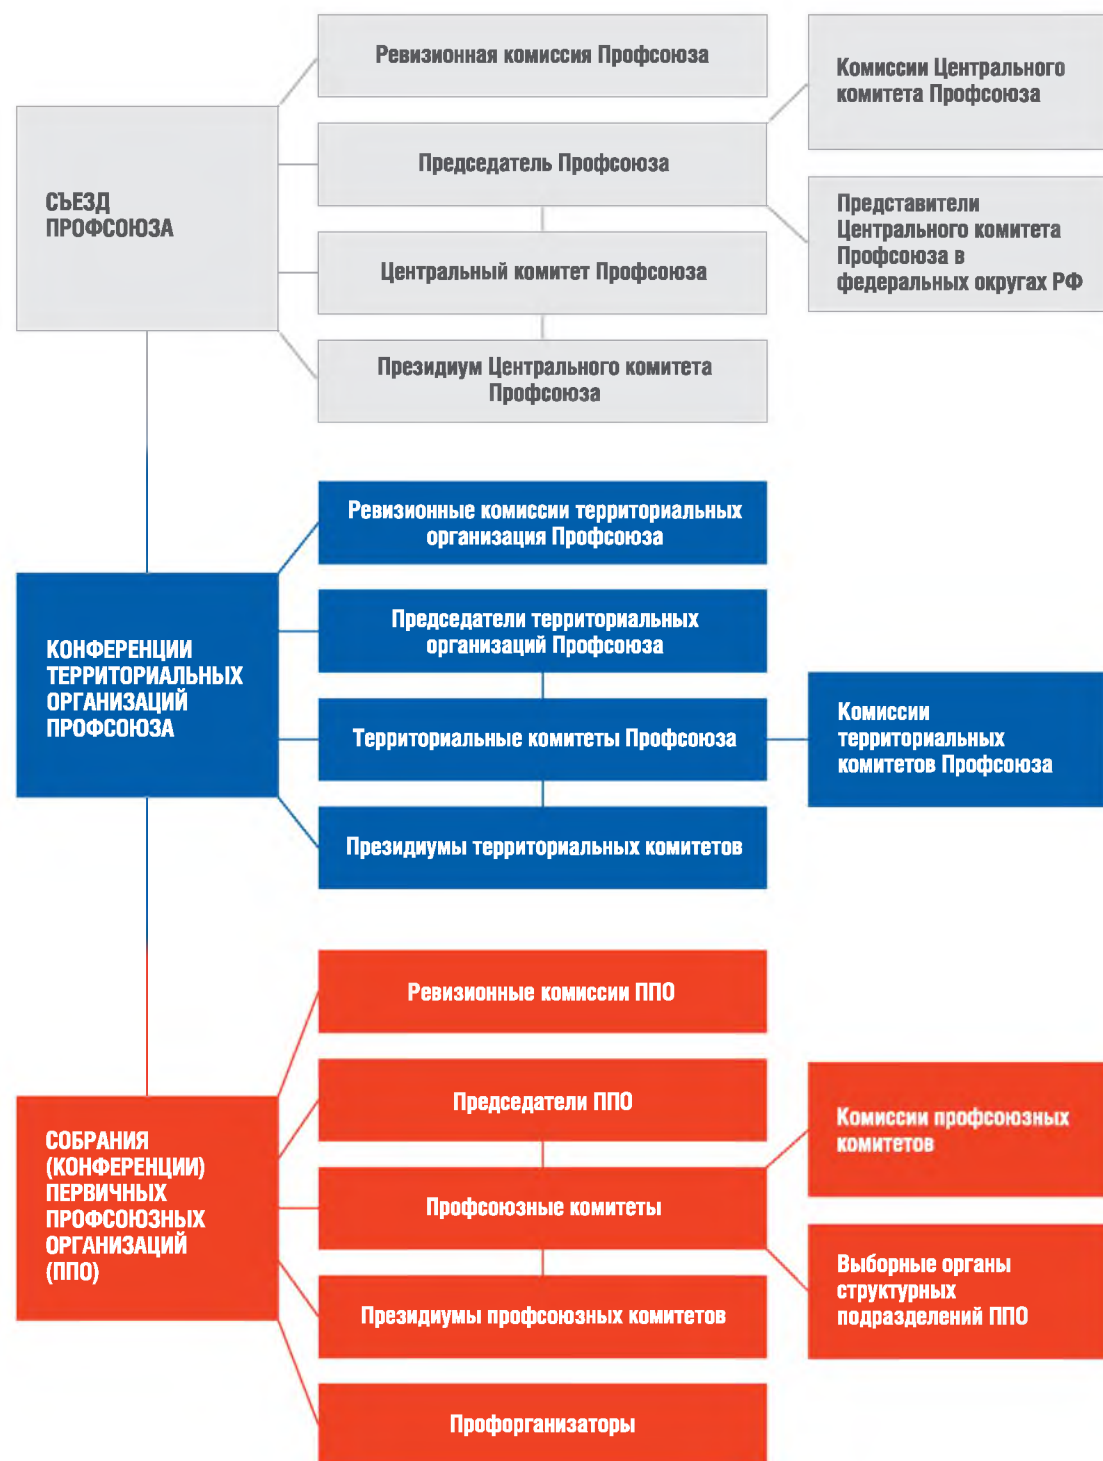 СЪЕЗД
ПРОФСОЮЗА
Ревизионная комиссия Профсоюза
Председатель Профсоюза
Центральный комитет Профсоюза
Президиум Центрального комитета
Профсоюза
Комиссии Центрального
комитета Профсоюза
Представители
Центрального комитета
Профсоюза в
федеральных округах РФ
КОНФЕРЕНЦИИ
ТЕРРИТОРИАЛЬНЫХ
ОРГАНИЗАЦИЙ
ПРОФСОЮЗА
Ревизионные комиссии территориальных
организация Профсоюза
Председатели территориальных
организаций Профсоюза
Территориальные комитеты Профсоюза
Президиумы территориальных комитетов
Комиссии
территориальных
комитетов Профсоюза
СОБРАНИЯ
(КОНФЕРЕНЦИИ)
ПЕРВИЧНЫХ
ПРОФСОЮЗНЫХ
ОРГАНИЗАЦИЙ
(ППО)
Ревизионные комиссии ППО
Председатели ППО
Профсоюзные комитеты
Президиумы профсоюзных комитетов
Профорганизаторы
Комиссии профсоюзных
комитетов
Выборные органы
структурных
подразделений ППО